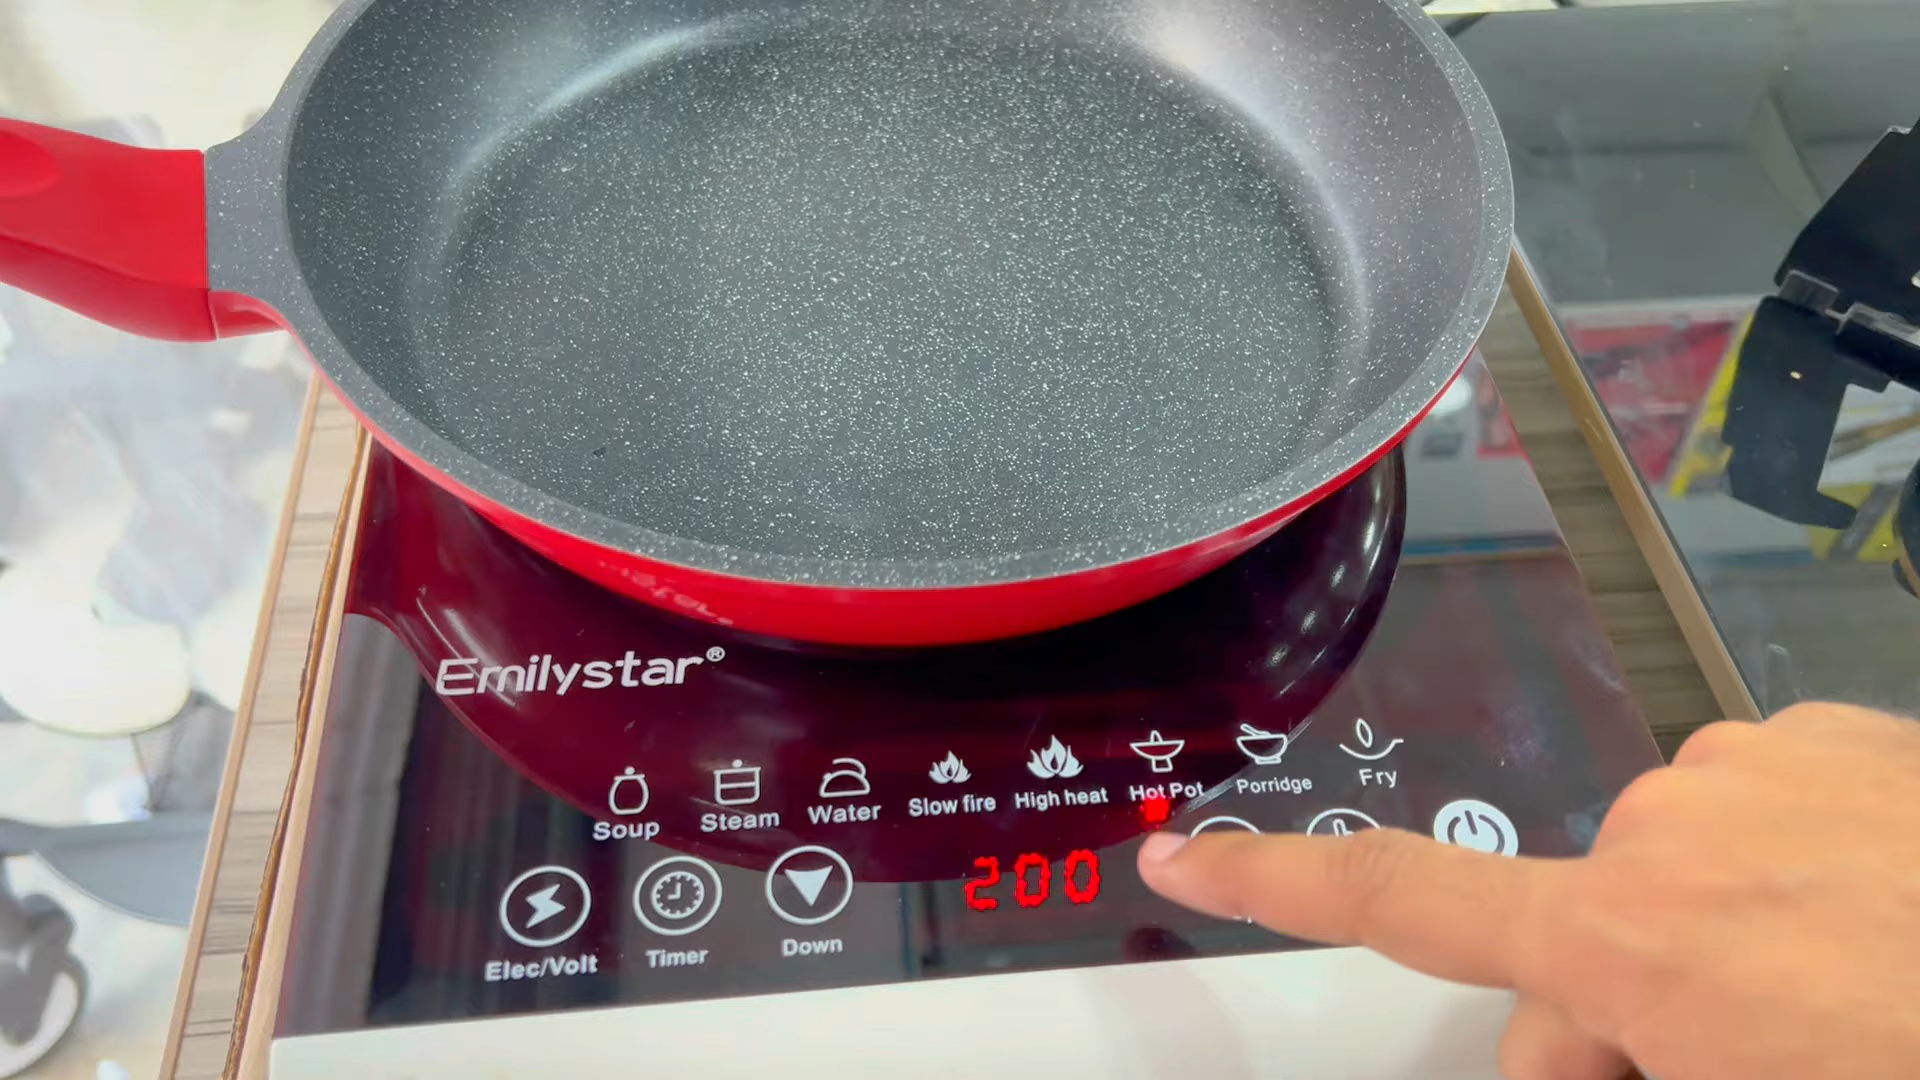 Emilystar®
Soup Steam Water Slow fire High heat Hot Pot Porridge Fry
200
Elec/Volt Timer Down